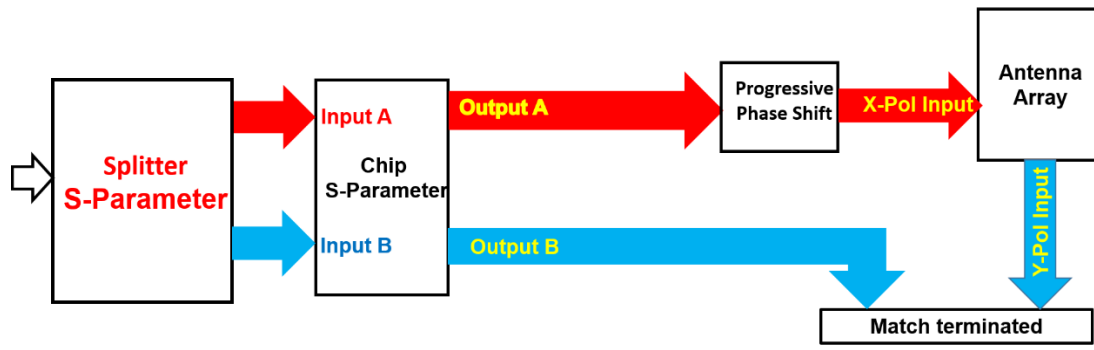 Splitter
S-Parameter
Input A
Chip
S-Parameter
Input B
Output A
Output B
Progressive
Phase Shift
X-Pol Input
Antenna
Array
Y-Pol Input
Match terminated